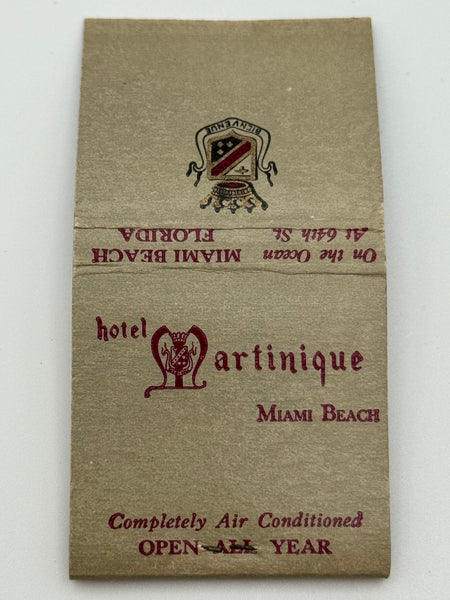 BIENVENUE
On the Ocean MIAMI BEACH
At 64th St. FLORIDA
hotel
Martinique
MIAMI BEACH
Completely Air Conditioned
OPEN ALL YEAR